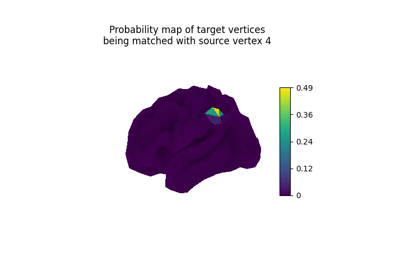 Probability map of target vertices
being matched with source vertex 4
0.49
0.36
0.24
0.12
0